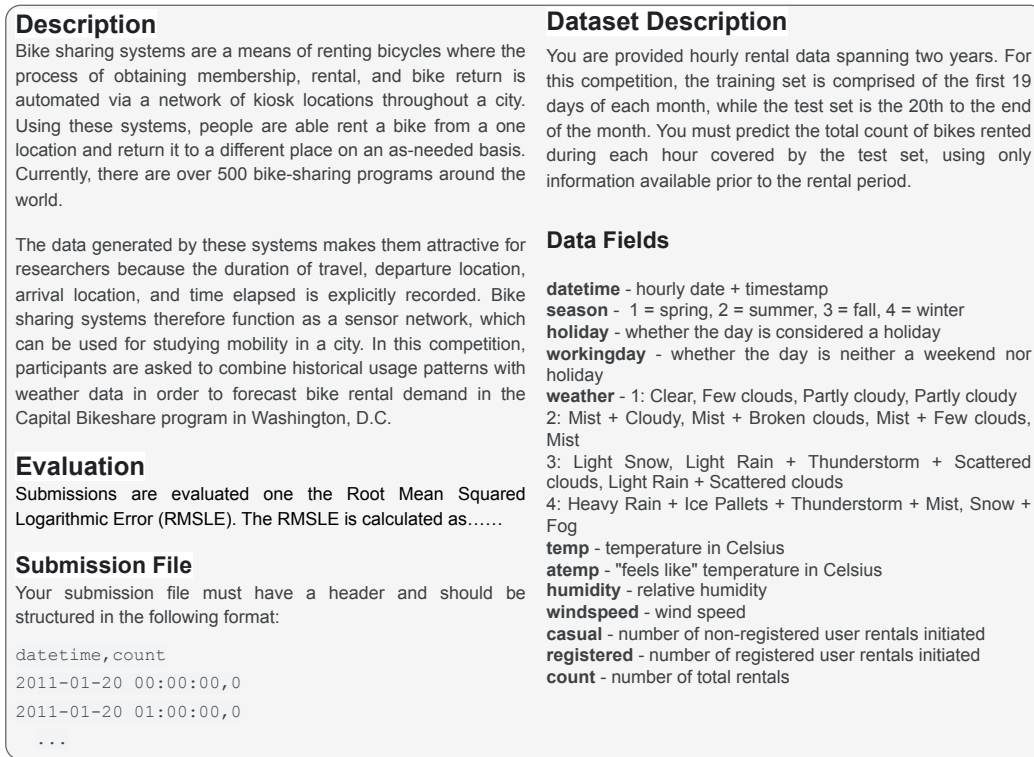 Description
Bike sharing systems are a means of renting bicycles where the
process of obtaining membership, rental, and bike return is
automated via a network of kiosk locations throughout a city.
Using these systems, people are able rent a bike from a one
location and return it to a different place on an as-needed basis.
Currently, there are over 500 bike-sharing programs around the
world.
The data generated by these systems makes them attractive for
researchers because the duration of travel, departure location,
arrival location, and time elapsed is explicitly recorded. Bike
sharing systems therefore function as a sensor network, which
can be used for studying mobility in a city. In this competition,
participants are asked to combine historical usage patterns with
weather data in order to forecast bike rental demand in the
Capital Bikeshare program in Washington, D.C.
Evaluation
Submissions are evaluated one the Root Mean Squared
Logarithmic Error (RMSLE). The RMSLE is calculated as……
Submission File
Your submission file must have a header and should be
structured in the following format:
datetime,count
2011-01-20 00:00:00,0
2011-01-20 01:00:00,0
...
Dataset Description
You are provided hourly rental data spanning two years. For
this competition, the training set is comprised of the first 19
days of each month, while the test set is the 20th to the end
of the month. You must predict the total count of bikes rented
during each hour covered by the test set, using only
information available prior to the rental period.
Data Fields
datetime - hourly date + timestamp
season - 1 = spring, 2 = summer, 3 = fall, 4 = winter
holiday - whether the day is considered a holiday
workingday - whether the day is neither a weekend nor
holiday
weather - 1: Clear, Few clouds, Partly cloudy, Partly cloudy
2: Mist + Cloudy, Mist + Broken clouds, Mist + Few clouds,
Mist
3: Light Snow, Light Rain + Thunderstorm + Scattered
clouds, Light Rain + Scattered clouds
4: Heavy Rain + Ice Pallets + Thunderstorm + Mist, Snow +
Fog
temp - temperature in Celsius
atemp - "feels like" temperature in Celsius
humidity - relative humidity
windspeed - wind speed
casual - number of non-registered user rentals initiated
registered - number of registered user rentals initiated
count - number of total rentals